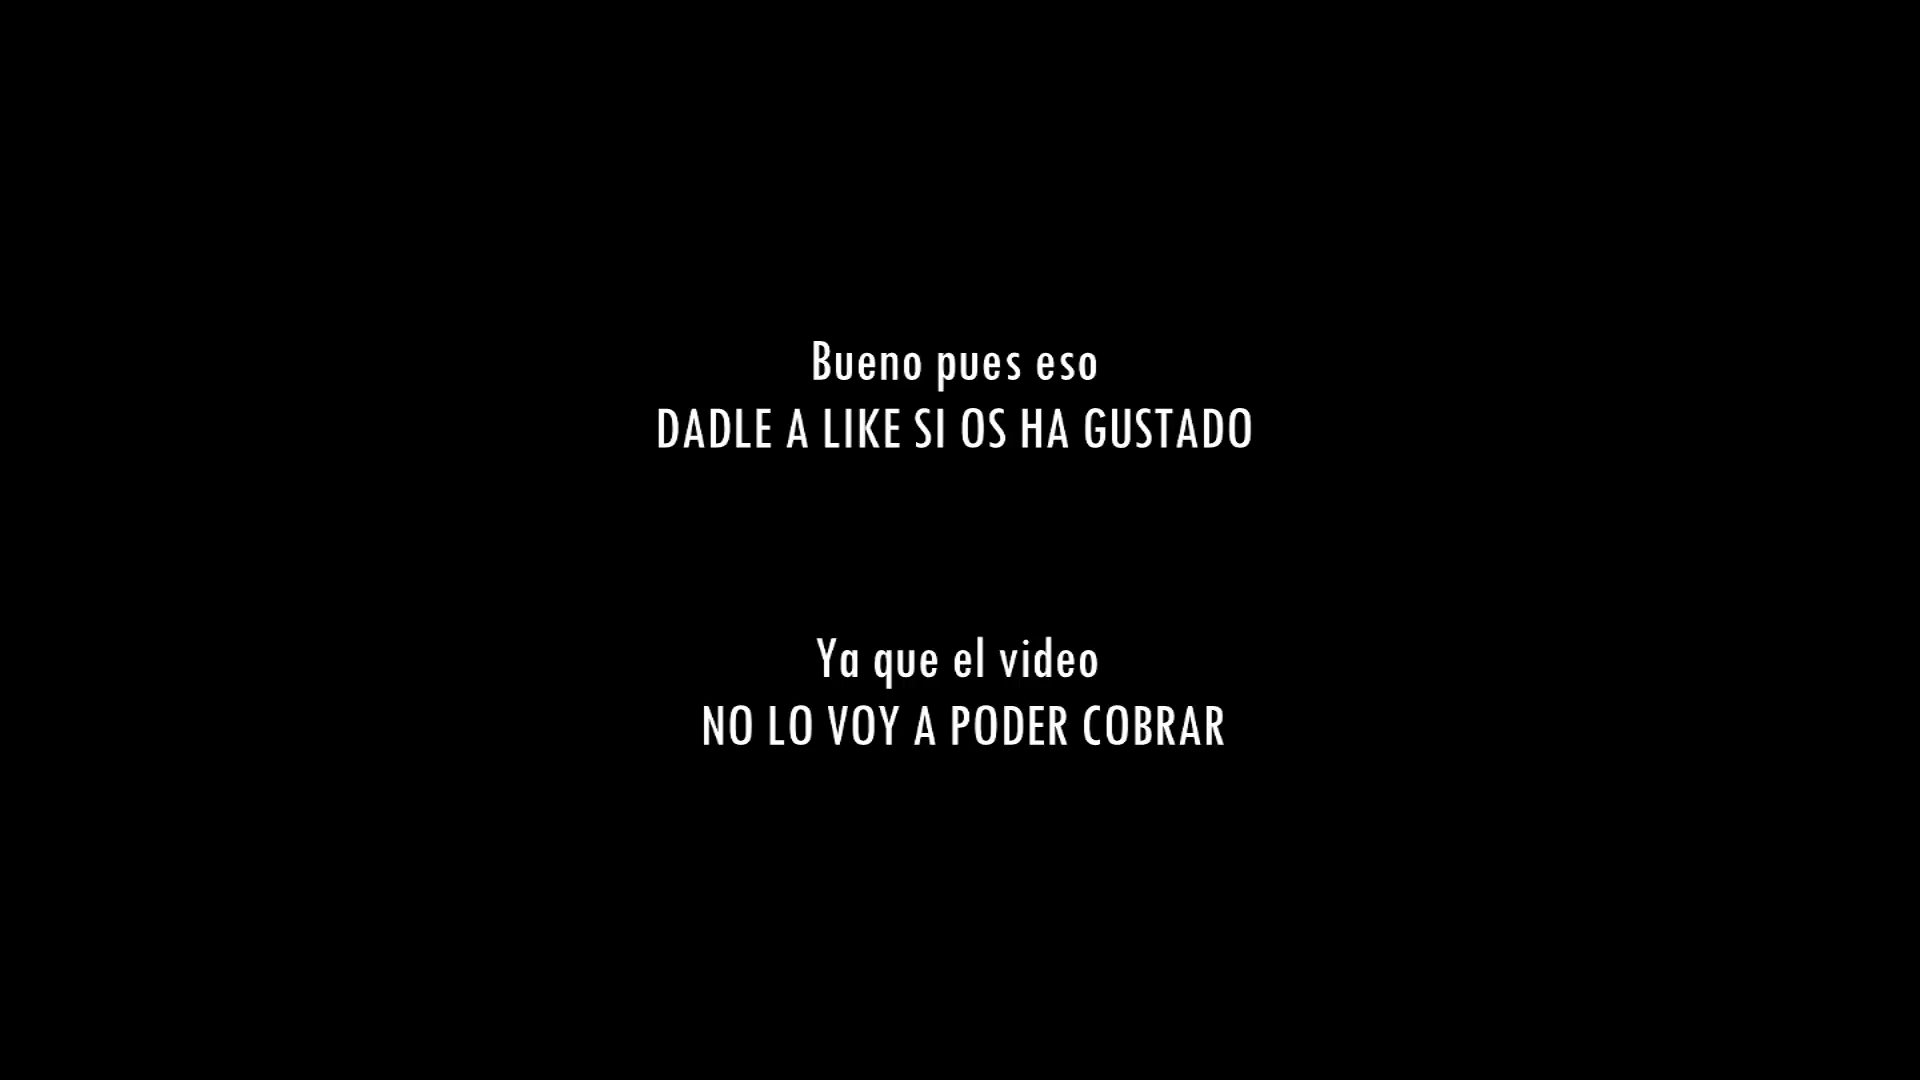 Bueno pues eso
DADLE A LIKE SI OS HA GUSTADO
Ya que el video
NO LO VOY A PODER COBRAR